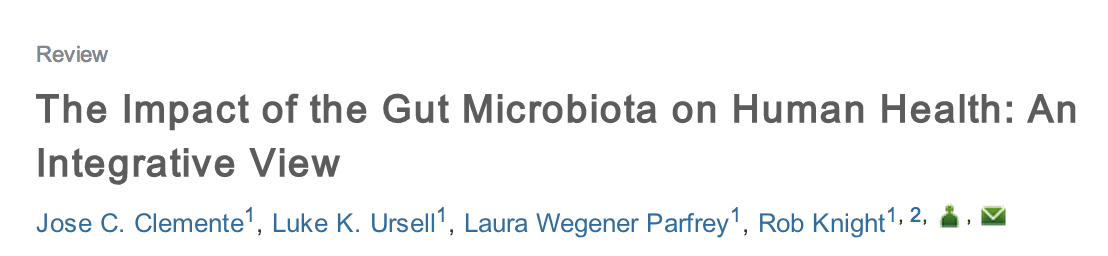 Review
The Impact of the Gut Microbiota on Human Health: An
Integrative View
Jose C. Clemente1, Luke K. Ursell1, Laura Wegener Parfrey1, Rob Knight1, 2, ,